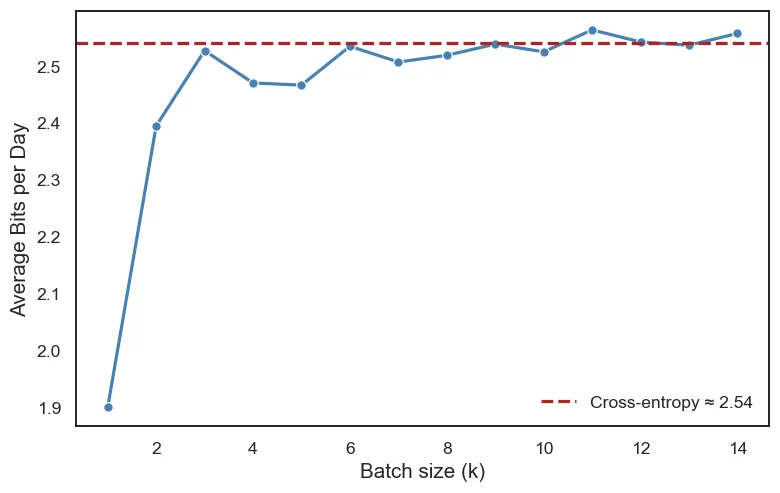 Average Bits per Day
2.5
2.4
2.3
2.2
2.1
2.0
1.9
Cross-entropy ≈ 2.54
2 4 6 8 10 12 14
Batch size (k)